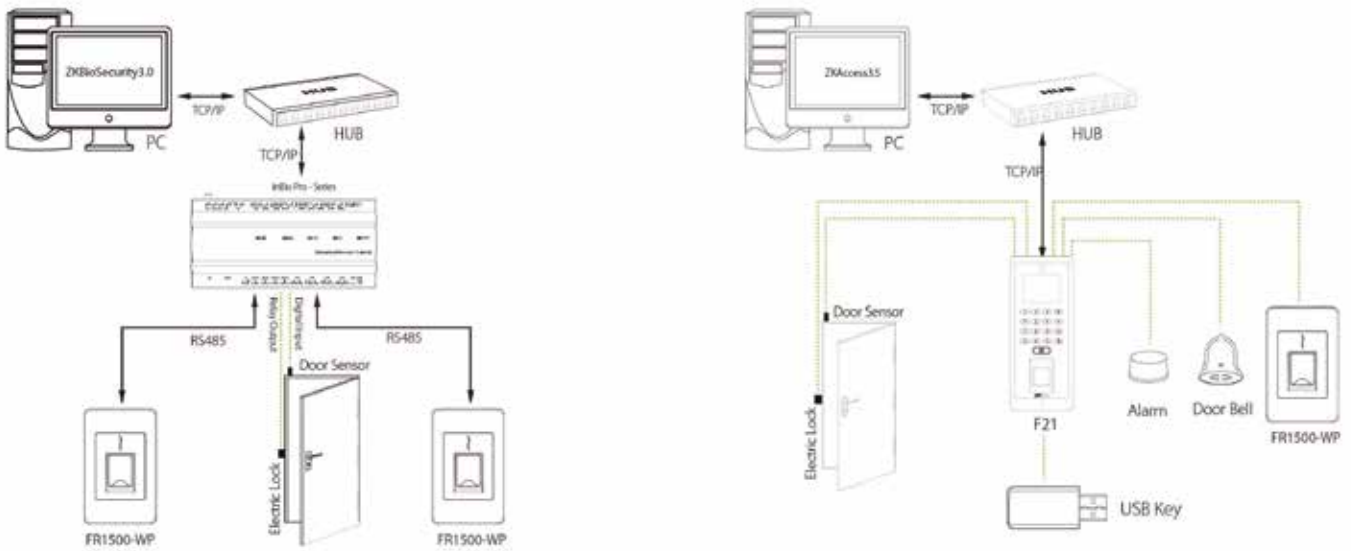 ZKBioSecurity3.0
TCP/IP
HUB
PC
HUB
TCP/IP
InBio Pro - Series
RS485
Relay Output
Digital Input
RS485
Door Sensor
Electric Lock
FR1500-WP
FR1500-WP
ZKAccess3.5
TCP/IP
HUB
PC
HUB
TCP/IP
Door Sensor
Electric Lock
F21
Alarm
Door Bell
FR1500-WP
USB Key